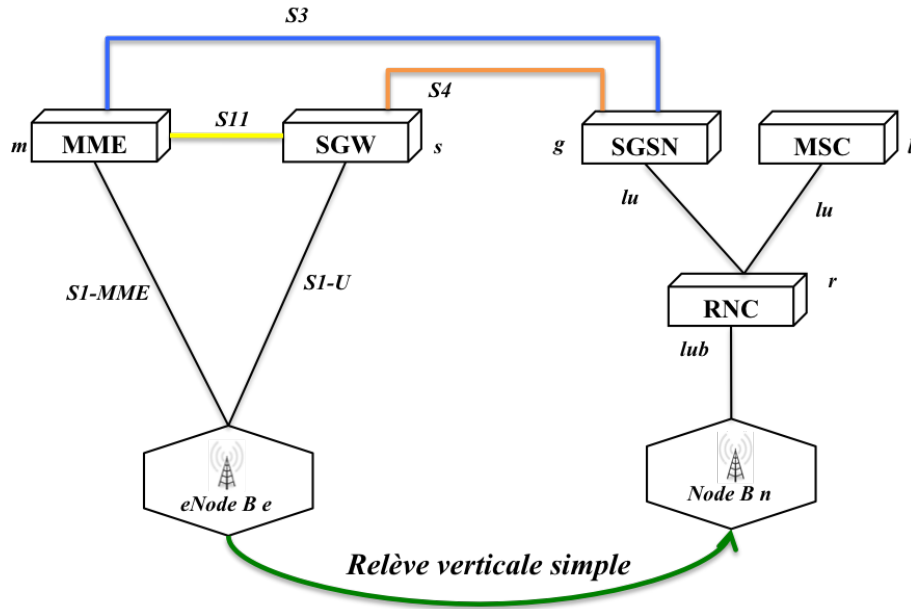 S3
S4
S11
m
MME
SGW
s
g
SGSN
MSC
lu
lu
S1-MME
S1-U
r
RNC
lub
eNode B e
Node B n
Relève verticale simple